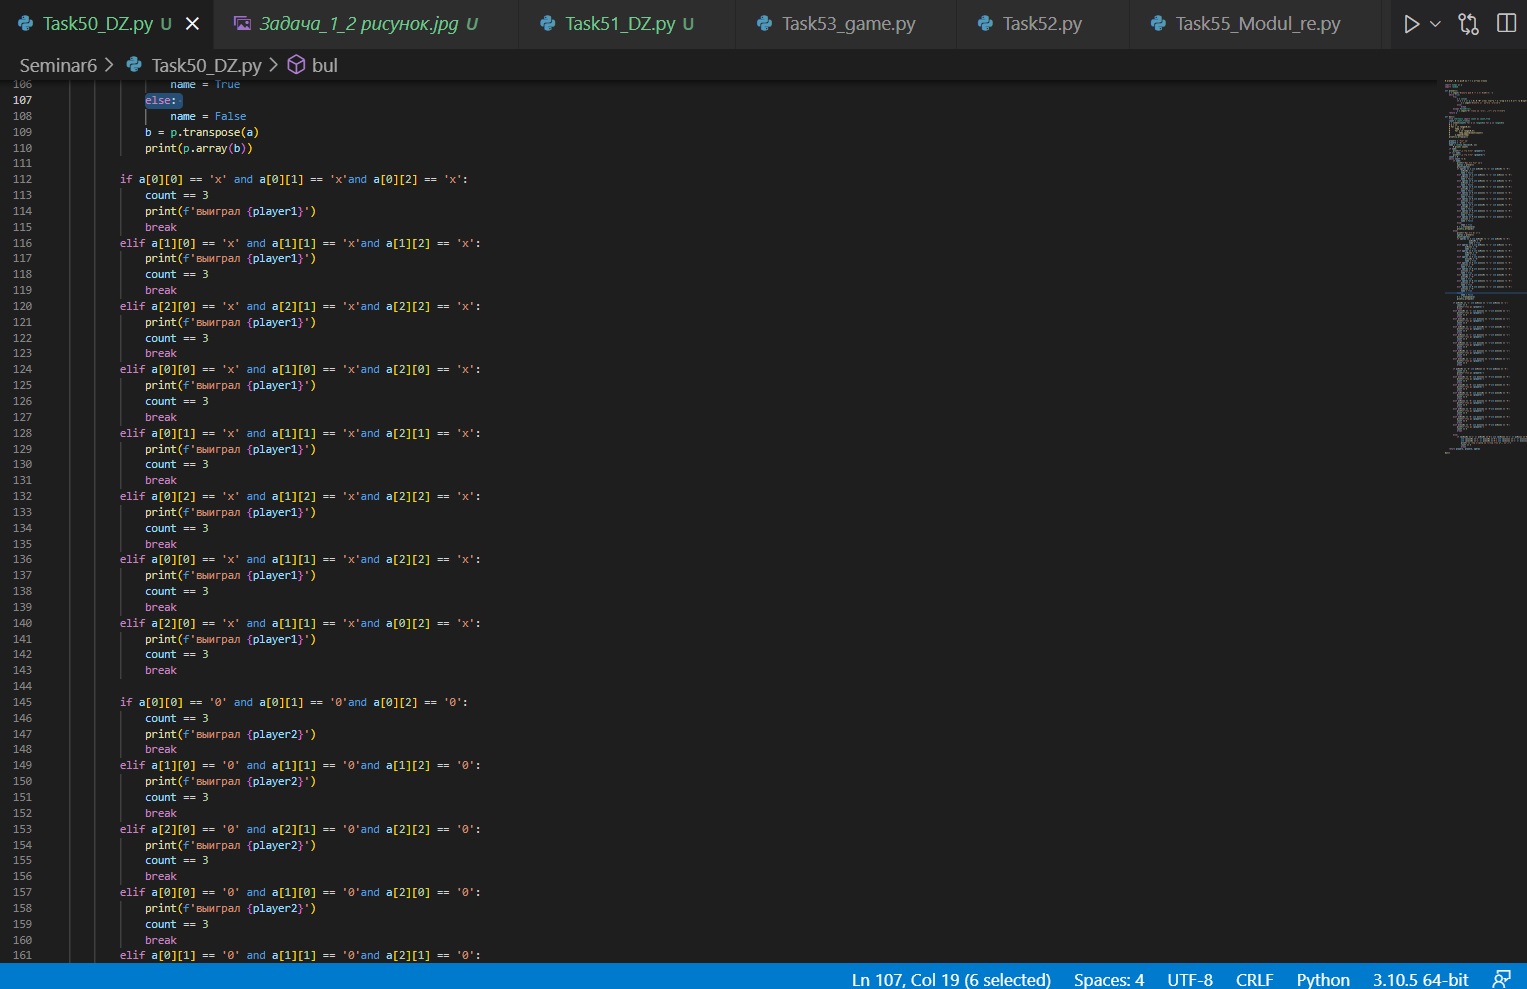 Task50_DZ.py U Задача_1_2 рисунок.jpg U Task51_DZ.py U Task53_game.py Task52.py Task55_Modul_re.py
Seminar6 > Task50_DZ.py > bul
106 name = True
107 else:
108 name = False
109 b = p.transpose(a)
110 print(p.array(b))
111
112 if a[0][0] == 'x' and a[0][1] == 'x'and a[0][2] == 'x':
113 count == 3
114 print(f'выиграл {player1}')
115 break
116 elif a[1][0] == 'x' and a[1][1] == 'x'and a[1][2] == 'x':
117 print(f'выиграл {player1}')
118 count == 3
119 break
120 elif a[2][0] == 'x' and a[2][1] == 'x'and a[2][2] == 'x':
121 print(f'выиграл {player1}')
122 count == 3
123 break
124 elif a[0][0] == 'x' and a[1][0] == 'x'and a[2][0] == 'x':
125 print(f'выиграл {player1}')
126 count == 3
127 break
128 elif a[0][1] == 'x' and a[1][1] == 'x'and a[2][1] == 'x':
129 print(f'выиграл {player1}')
130 count == 3
131 break
132 elif a[0][2] == 'x' and a[1][2] == 'x'and a[2][2] == 'x':
133 print(f'выиграл {player1}')
134 count == 3
135 break
136 elif a[0][0] == 'x' and a[1][1] == 'x'and a[2][2] == 'x':
137 print(f'выиграл {player1}')
138 count == 3
139 break
140 elif a[2][0] == 'x' and a[1][1] == 'x'and a[0][2] == 'x':
141 print(f'выиграл {player1}')
142 count == 3
143 break
144
145 if a[0][0] == '0' and a[0][1] == '0'and a[0][2] == '0':
146 count == 3
147 print(f'выиграл {player2}')
148 break
149 elif a[1][0] == '0' and a[1][1] == '0'and a[1][2] == '0':
150 print(f'выиграл {player2}')
151 count == 3
152 break
153 elif a[2][0] == '0' and a[2][1] == '0'and a[2][2] == '0':
154 print(f'выиграл {player2}')
155 count == 3
156 break
157 elif a[0][0] == '0' and a[1][0] == '0'and a[2][0] == '0':
158 print(f'выиграл {player2}')
159 count == 3
160 break
161 elif a[0][1] == '0' and a[1][1] == '0'and a[2][1] == '0':
Ln 107, Col 19 (6 selected) Spaces: 4 UTF-8 CRLF Python 3.10.5 64-bit